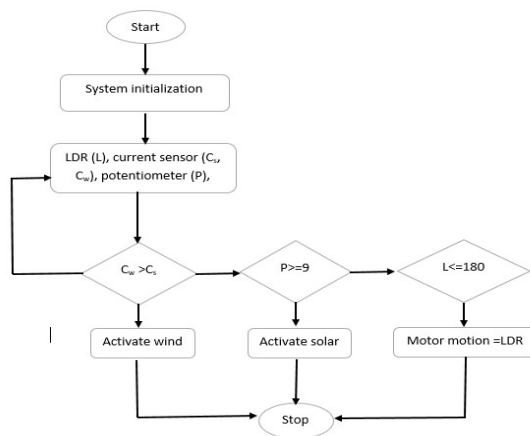 Start
System initialization
LDR (L), current sensor (Cs,
Cw), potentiometer (P),
Cw >Cs
P>=9
L<=180
Activate wind
Activate solar
Motor motion =LDR
Stop